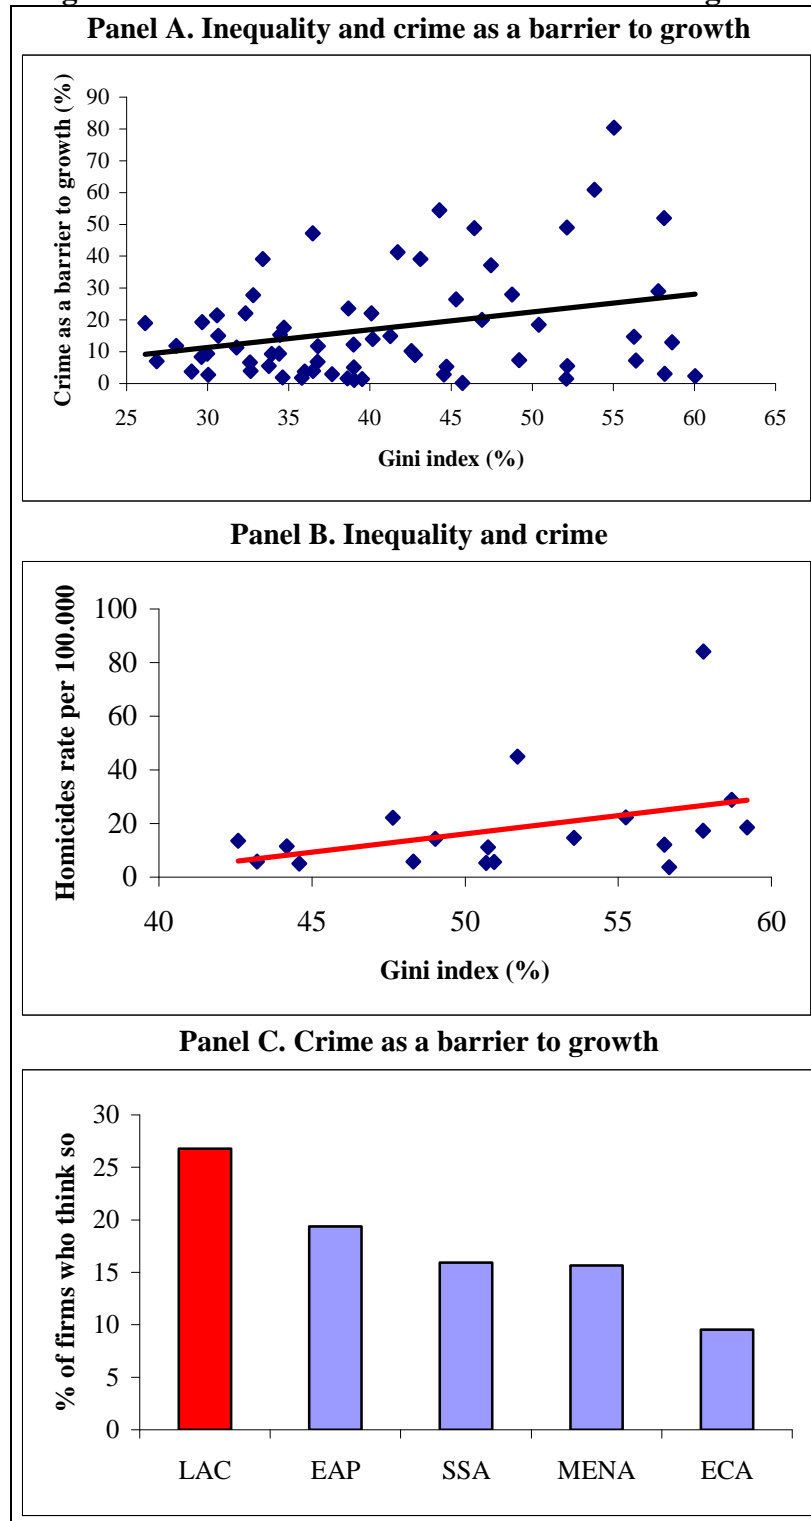 Panel A. Inequality and crime as a barrier to growth
Crime as a barrier to growth (%)
90
80
70
60
50
40
30
20
10
0
25 30 35 40 45 50 55 60 65
Gini index (%)
Panel B. Inequality and crime
Homicides rate per 100.000
100
80
60
40
20
0
40 45 50 55 60
Gini index (%)
Panel C. Crime as a barrier to growth
% of firms who think so
30
25
20
15
10
5
0
LAC EAP SSA MENA ECA